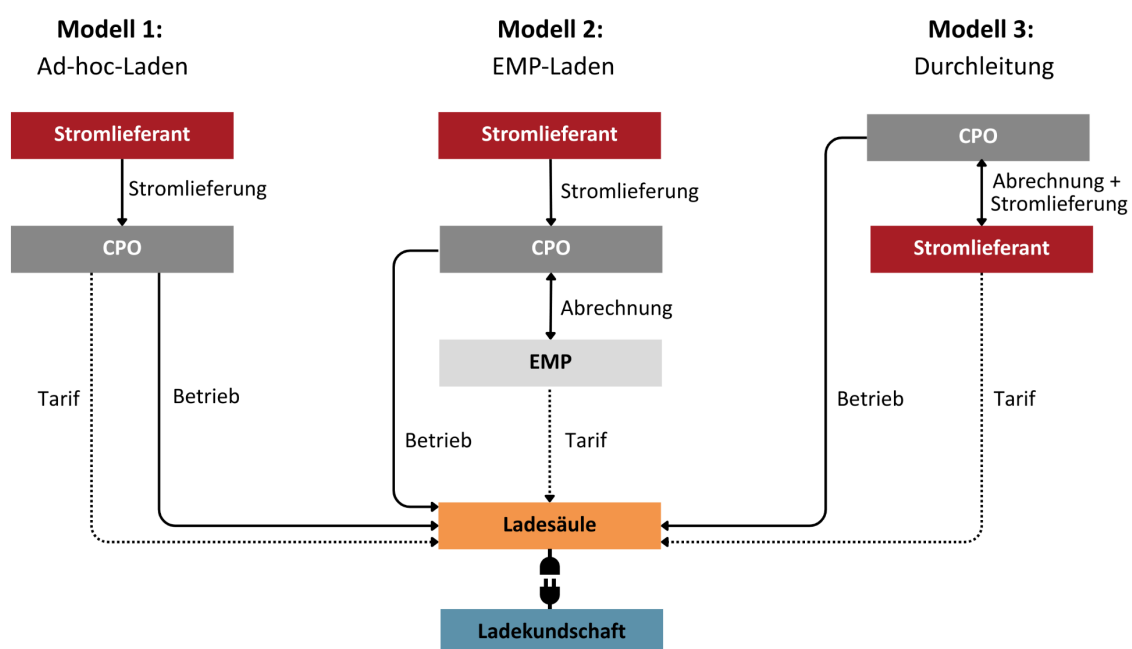 Modell 1:
Ad-hoc-Laden
Modell 2:
EMP-Laden
Modell 3:
Durchleitung
Stromlieferant
Stromlieferung
CPO
Tarif
Betrieb
Stromlieferant
Stromlieferung
CPO
Abrechnung
EMP
Betrieb
Tarif
CPO
Abrechnung +
Stromlieferung
Stromlieferant
Betrieb
Tarif
Ladesäule
Ladekundschaft